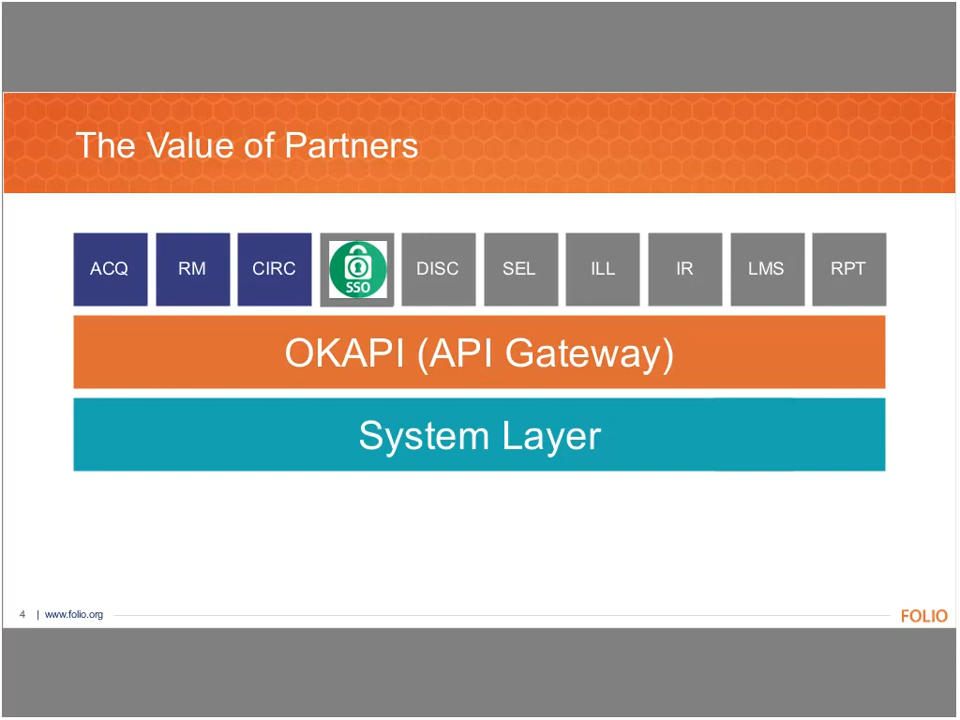 The Value of Partners
ACQ RM CIRC SSO DISC SEL ILL IR LMS RPT
OKAPI (API Gateway)
System Layer
4 | www.folio.org FOLIO